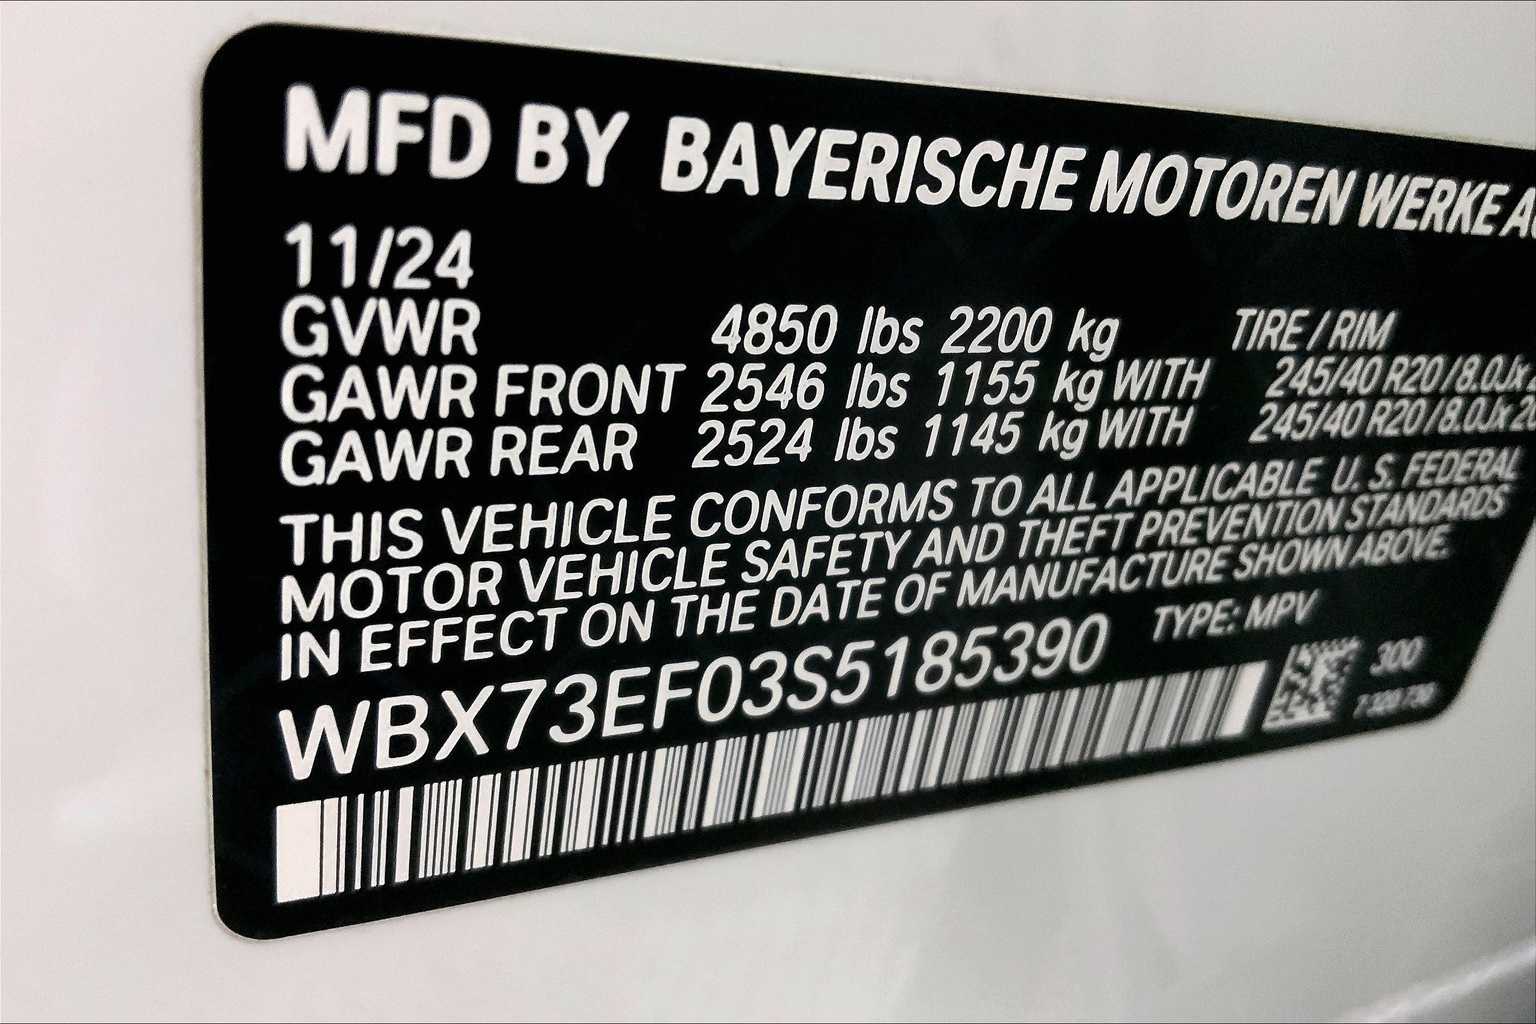 MFD BY BAYERISCHE MOTOREN WERKE
11/24
GVWR 4850 lbs 2200 kg TIRE / RIM
GAWR FRONT 2546 lbs 1155 kg WITH 245/40 R20 / 8.0Jx
GAWR REAR 2524 lbs 1145 kg WITH 245/40 R20 / 8.0Jx
THIS VEHICLE CONFORMS TO ALL APPLICABLE U. S. FEDERAL
MOTOR VEHICLE SAFETY AND THEFT PREVENTION STANDARDS
IN EFFECT ON THE DATE OF MANUFACTURE SHOWN ABOVE.
WBX73EF03S5185390 TYPE: MPV
300